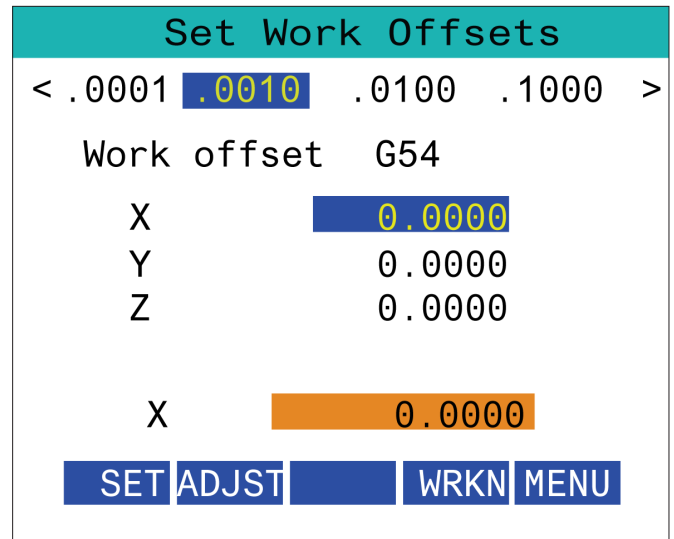 Set Work Offsets
< .0001 .0010 .0100 .1000 >
Work offset G54
X 0.0000
Y 0.0000
Z 0.0000
X 0.0000
SET ADJST WRKN MENU